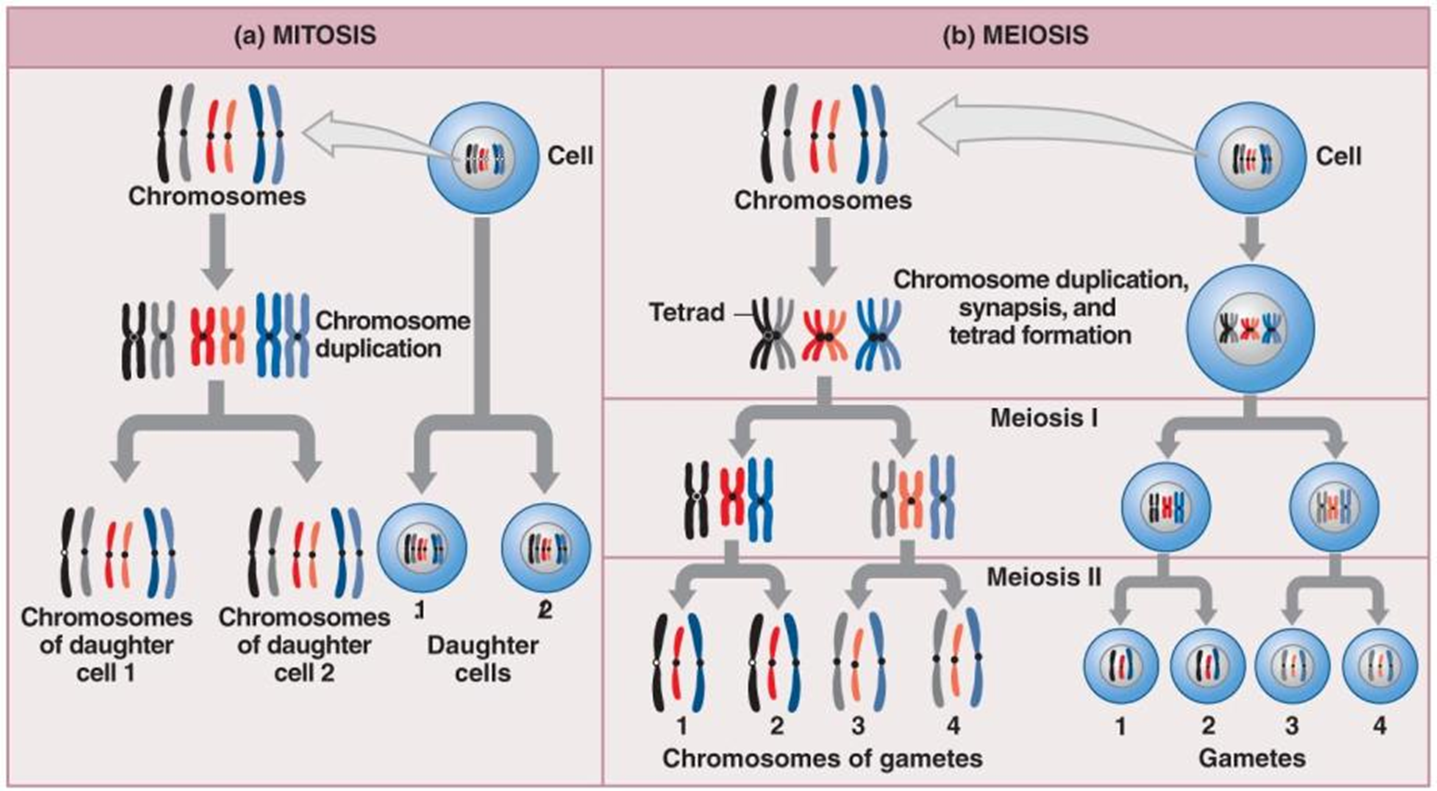 (a) MITOSIS
Cell
Chromosomes
Chromosome
duplication
Chromosomes
of daughter
cell 1
Chromosomes
of daughter
cell 2
1
2
Daughter
cells
(b) MEIOSIS
Cell
Chromosomes
Chromosome duplication,
synapsis, and
tetrad formation
Tetrad
Meiosis I
Meiosis II
1 2 3 4
Chromosomes of gametes
1 2 3 4
Gametes